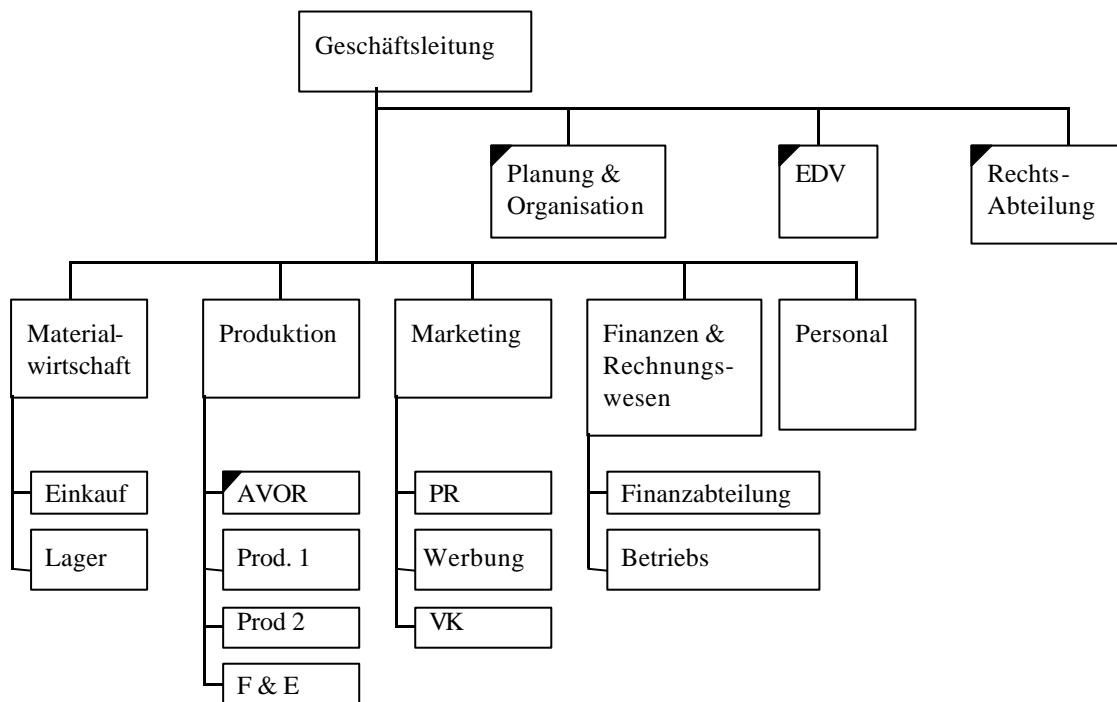 Geschäftsleitung
Planung &
Organisation
EDV
Rechts-
Abteilung
Material-
wirtschaft
Produktion
Marketing
Finanzen &
Rechnungs-
wesen
Personal
Einkauf
Lager
AVOR
Prod. 1
Prod 2
F & E
PR
Werbung
VK
Finanzabteilung
Betriebs